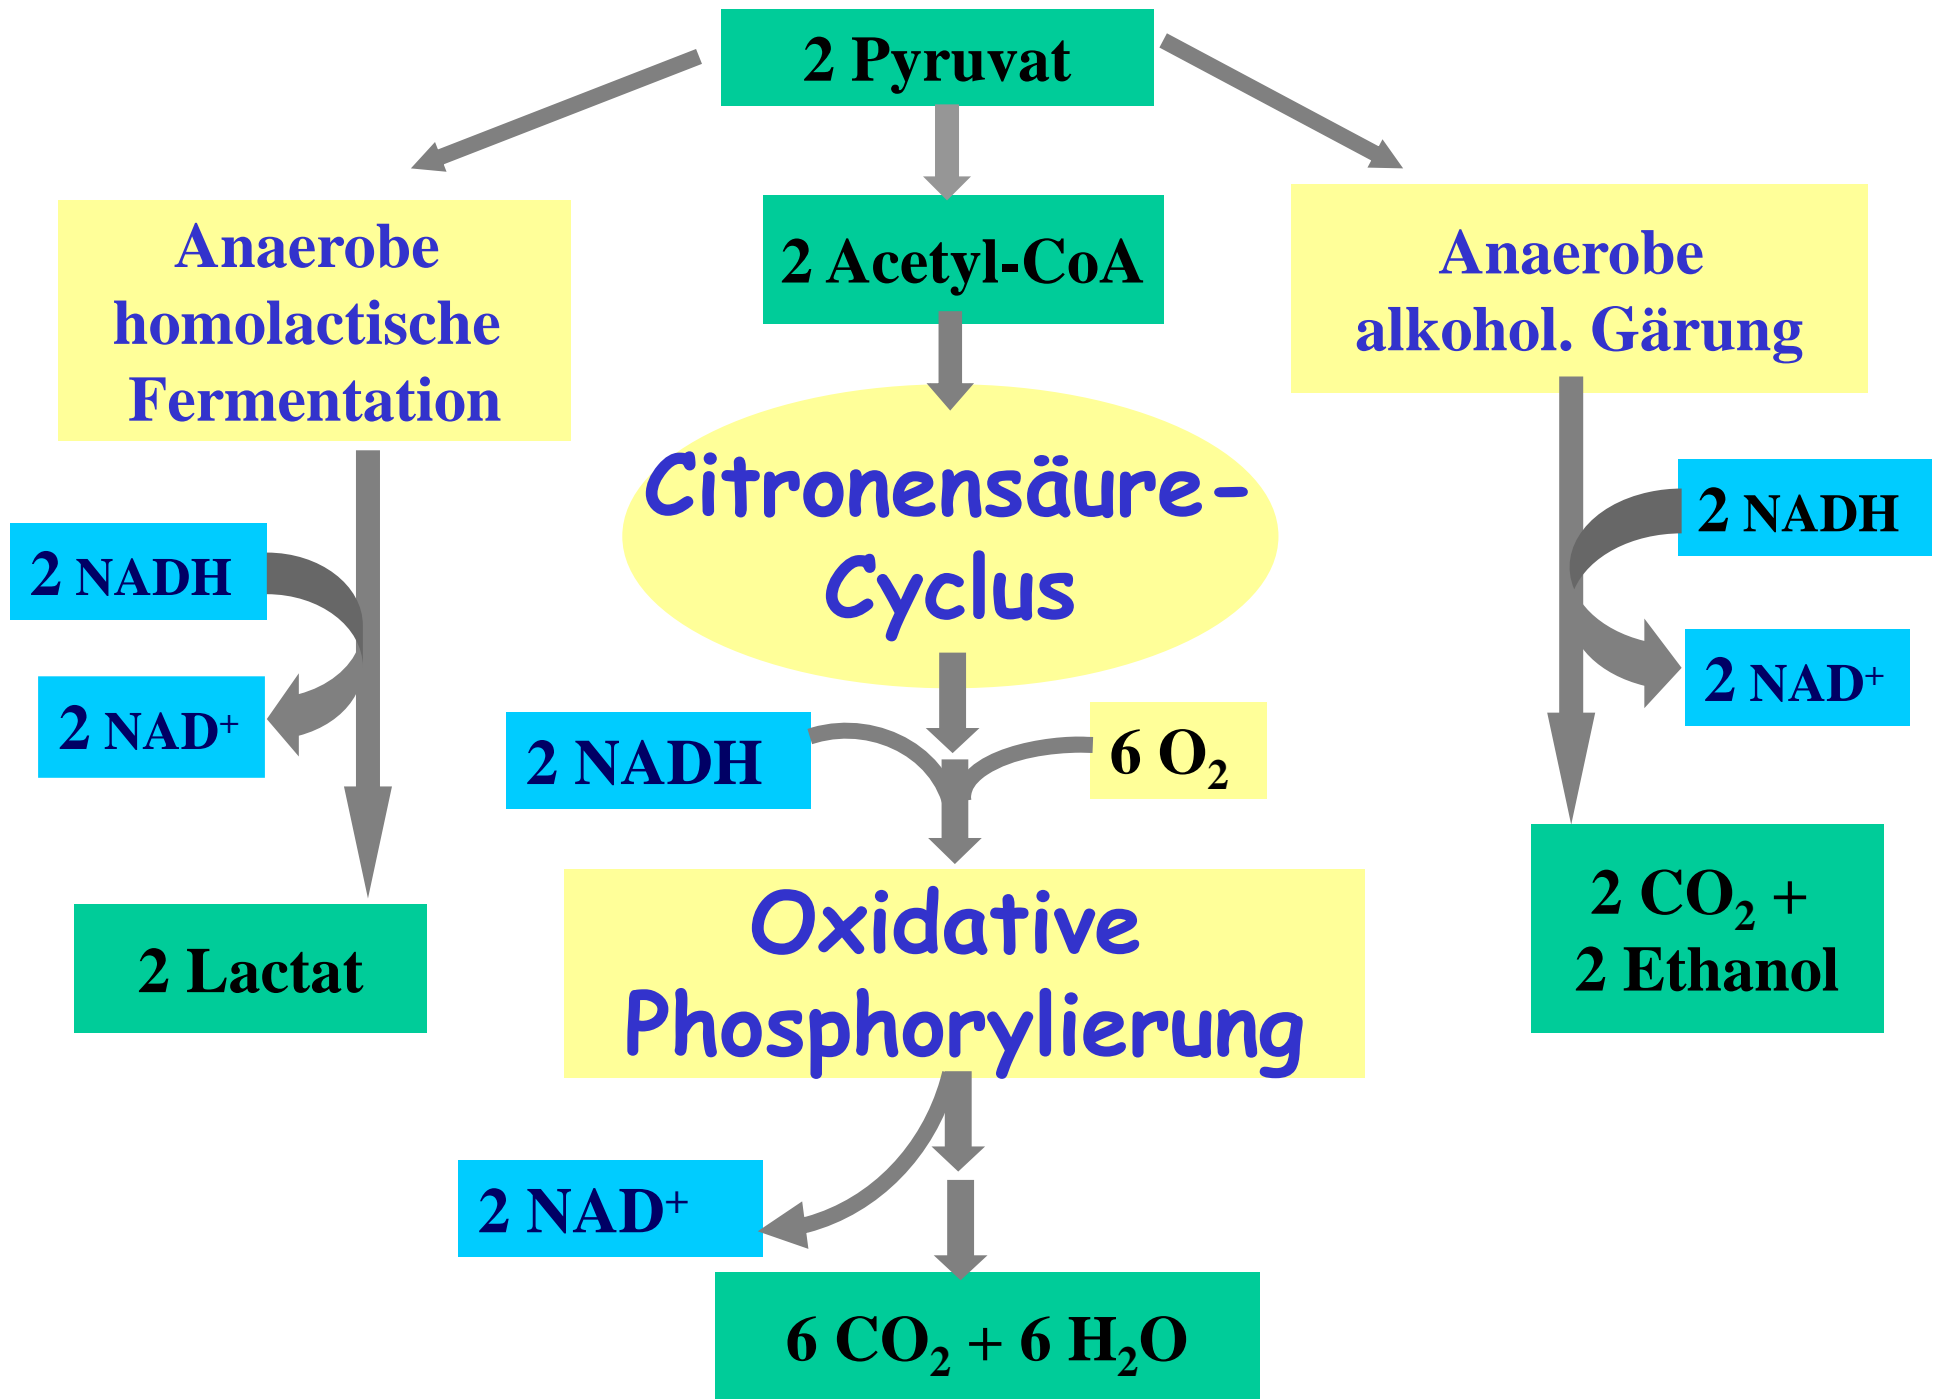 2 Pyruvat
Anaerobe
homolactische
Fermentation
2 Acetyl-CoA
Anaerobe
alkohol. Gärung
Citronensäure-
Cyclus
2 NADH
2 NAD⁺
2 NADH
2 NAD⁺
2 NADH
6 O₂
Oxidative
Phosphorylierung
2 Lactat
2 CO₂ +
2 Ethanol
2 NAD⁺
6 CO₂ + 6 H₂O